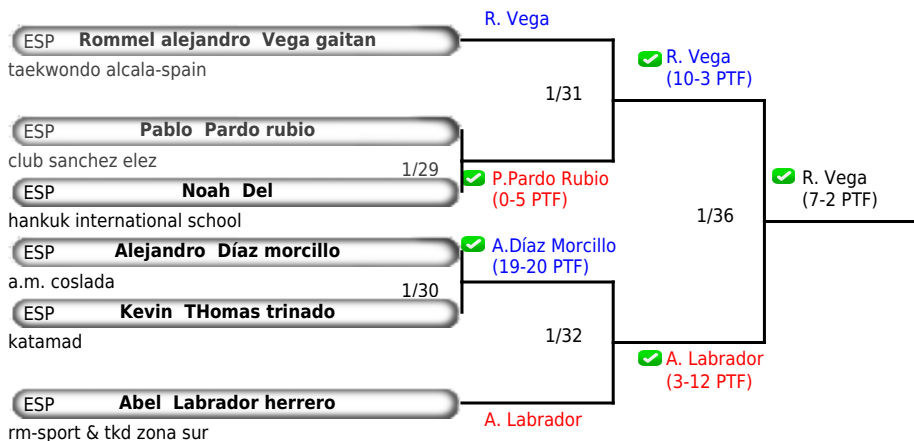 R. Vega
ESP Rommel alejandro Vega gaitan
taekwondo alcala-spain
R. Vega
(10-3 PTF)
1/31
ESP Pablo Pardo rubio
club sanchez elez
1/29
P.Pardo Rubio
(0-5 PTF)
ESP Noah Del
hankuk international school
R. Vega
(7-2 PTF)
1/36
ESP Alejandro Díaz morcillo
a.m. coslada
A.Díaz Morcillo
(19-20 PTF)
1/30
ESP Kevin THomas trinado
katamad
1/32
A. Labrador
(3-12 PTF)
ESP Abel Labrador herrero
rm-sport & tkd zona sur
A. Labrador